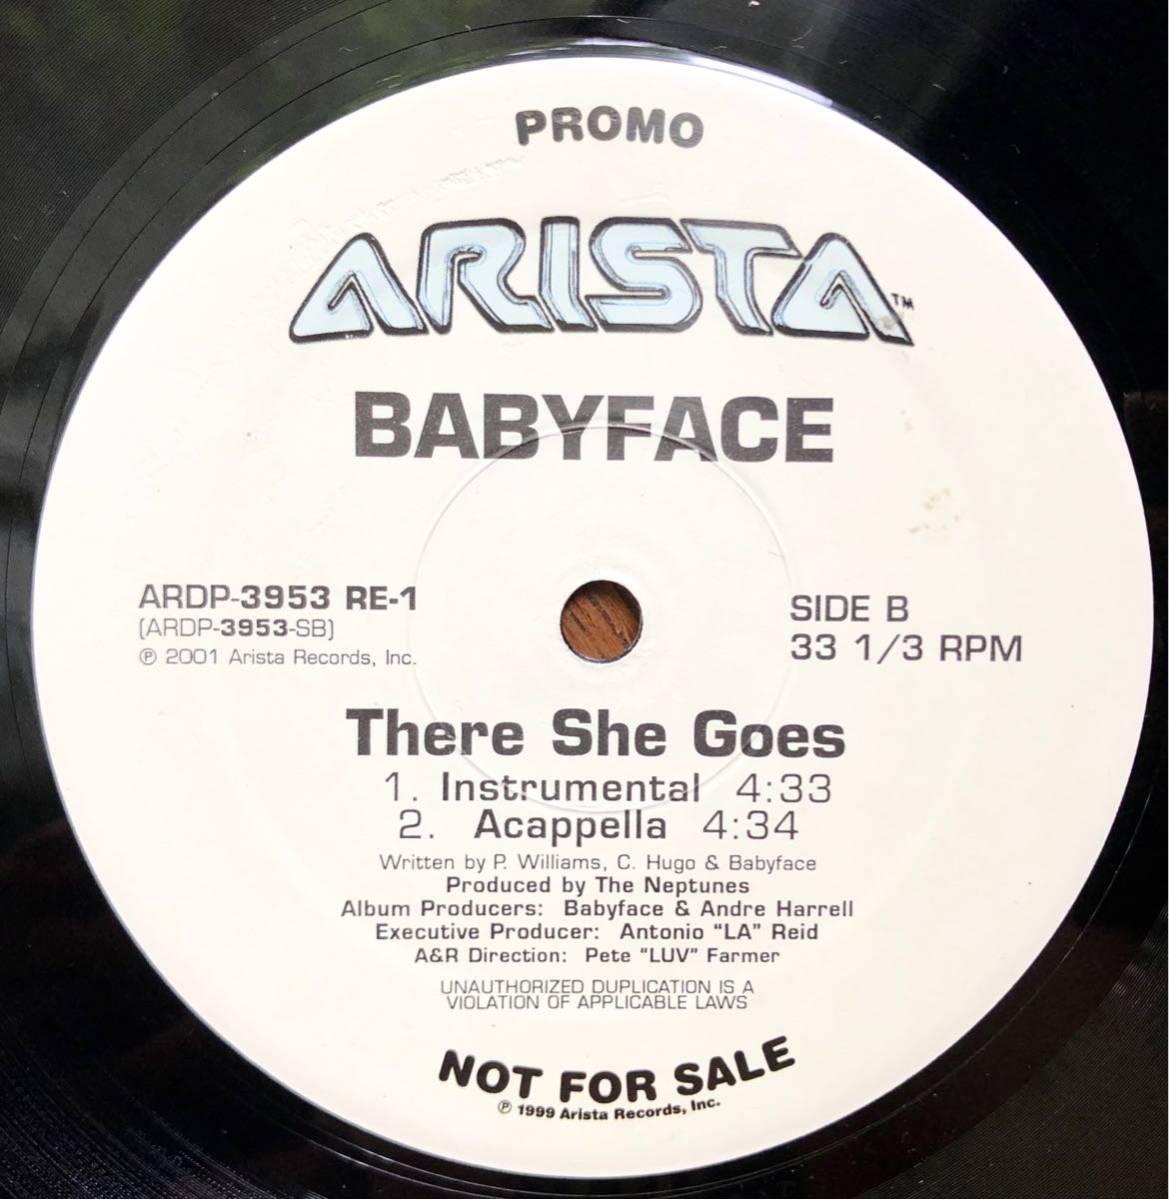 PROMO
ARISTA™
BABYFACE
ARDP-3953 RE-1
(ARDP-3953-SB)
℗ 2001 Arista Records, Inc.
SIDE B
33 1/3 RPM
There She Goes
1. Instrumental 4:33
2. Acappella 4:34
Written by P. Williams, C. Hugo & Babyface
Produced by The Neptunes
Album Producers: Babyface & Andre Harrell
Executive Producer: Antonio "LA" Reid
A&R Direction: Pete "LUV" Farmer
UNAUTHORIZED DUPLICATION IS A
VIOLATION OF APPLICABLE LAWS
NOT FOR SALE
℗ 1999 Arista Records, Inc.